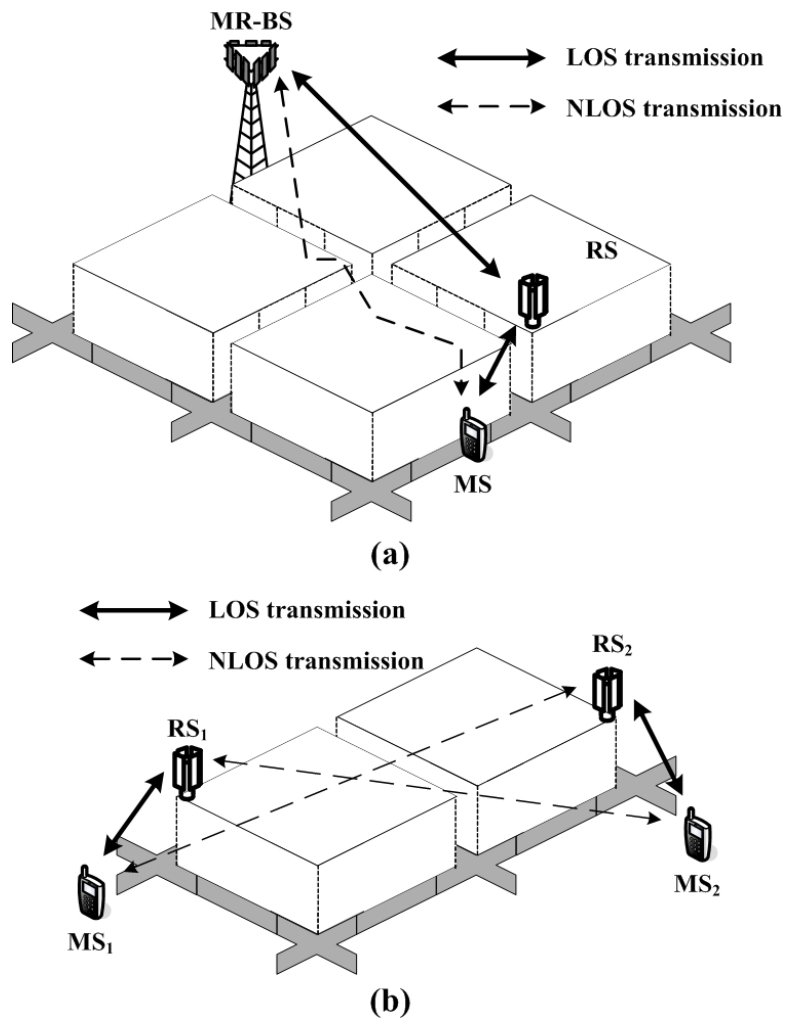 MR-BS
LOS transmission
NLOS transmission
RS
MS
(a)
LOS transmission
NLOS transmission
RS2
RS1
MS2
MS1
(b)